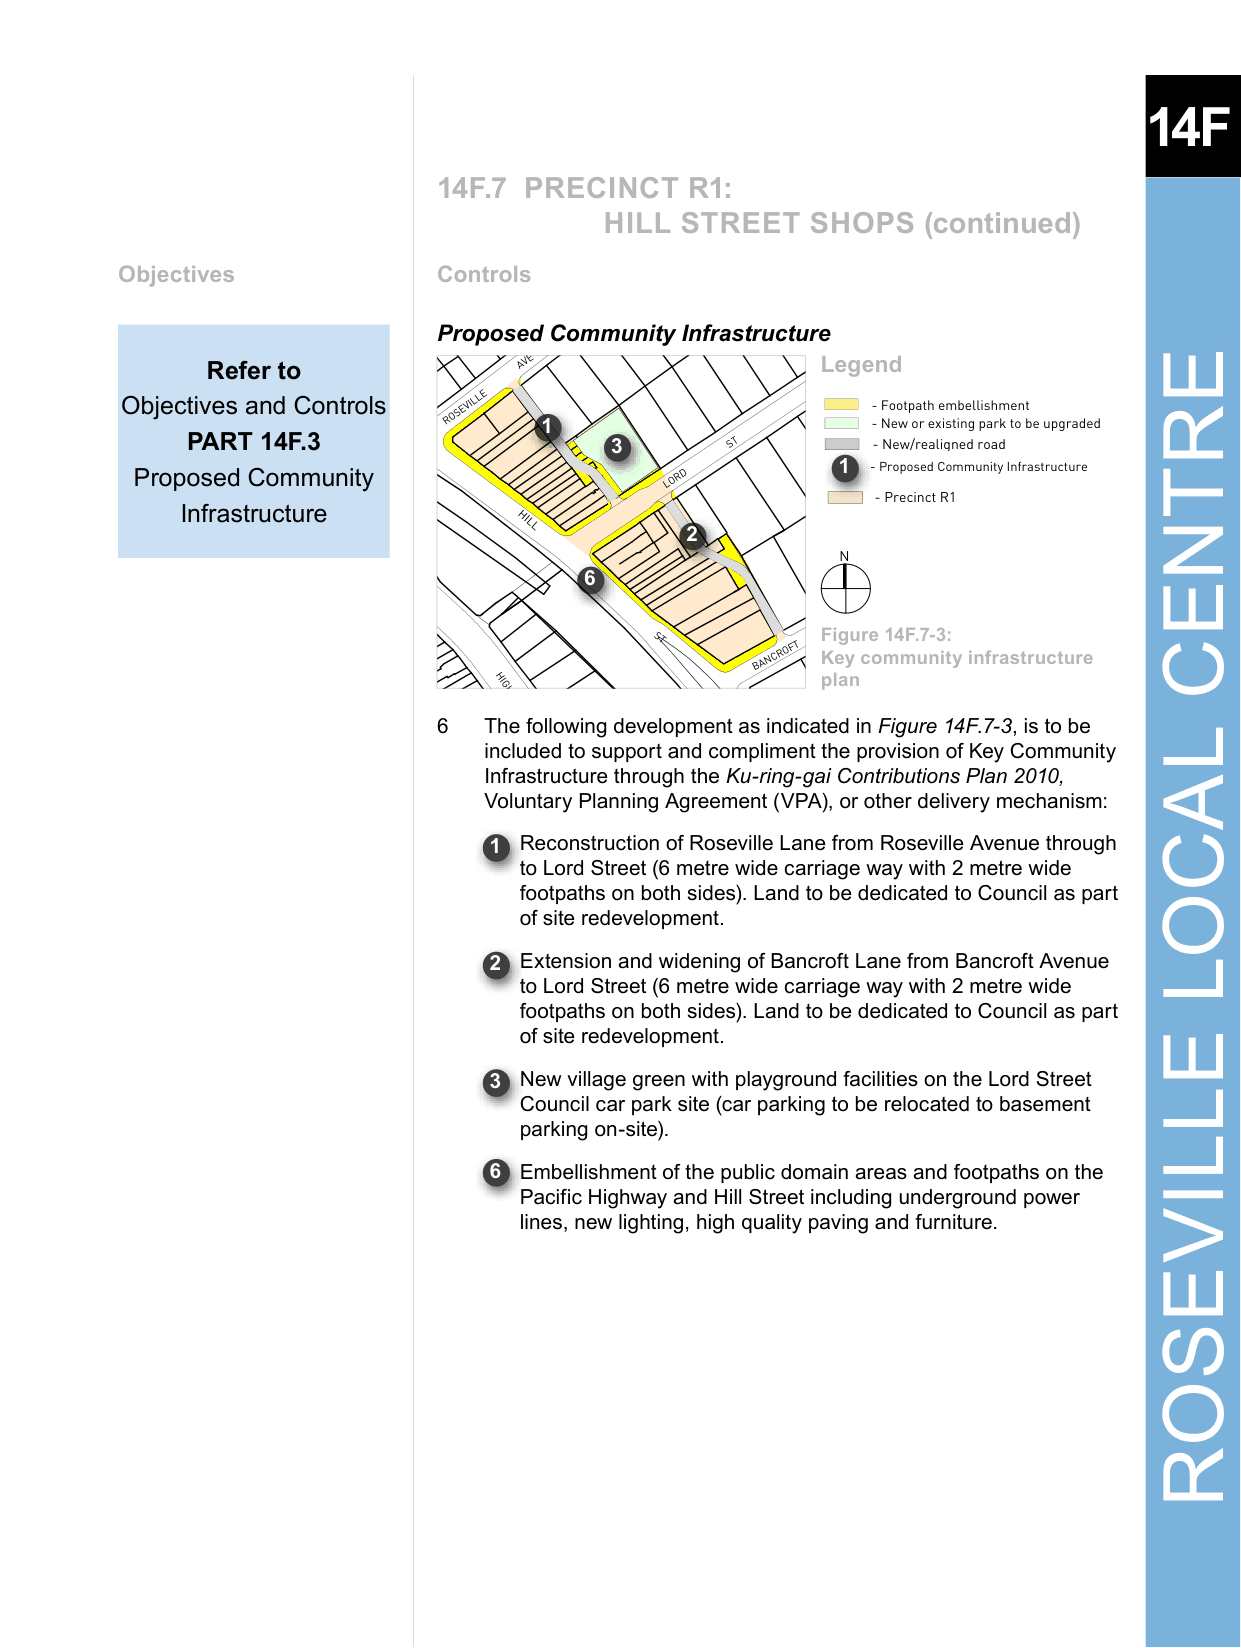 14F
14F.7 PRECINCT R1:
HILL STREET SHOPS (continued)
Objectives
Controls
Refer to
Objectives and Controls
PART 14F.3
Proposed Community
Infrastructure
Proposed Community Infrastructure
ROSEVILLE
AVE
1
3
LORD
ST
HILL
2
6
ST
BANCROFT
Legend
- Footpath embellishment
- New or existing park to be upgraded
- New/realigned road
1 - Proposed Community Infrastructure
- Precinct R1
N
Figure 14F.7-3:
Key community infrastructure
plan
6 The following development as indicated in Figure 14F.7-3, is to be
included to support and compliment the provision of Key Community
Infrastructure through the Ku-ring-gai Contributions Plan 2010,
Voluntary Planning Agreement (VPA), or other delivery mechanism:
1 Reconstruction of Roseville Lane from Roseville Avenue through
to Lord Street (6 metre wide carriage way with 2 metre wide
footpaths on both sides). Land to be dedicated to Council as part
of site redevelopment.
2 Extension and widening of Bancroft Lane from Bancroft Avenue
to Lord Street (6 metre wide carriage way with 2 metre wide
footpaths on both sides). Land to be dedicated to Council as part
of site redevelopment.
3 New village green with playground facilities on the Lord Street
Council car park site (car parking to be relocated to basement
parking on-site).
6 Embellishment of the public domain areas and footpaths on the
Pacific Highway and Hill Street including underground power
lines, new lighting, high quality paving and furniture.
ROSEVILLE LOCAL CENTRE